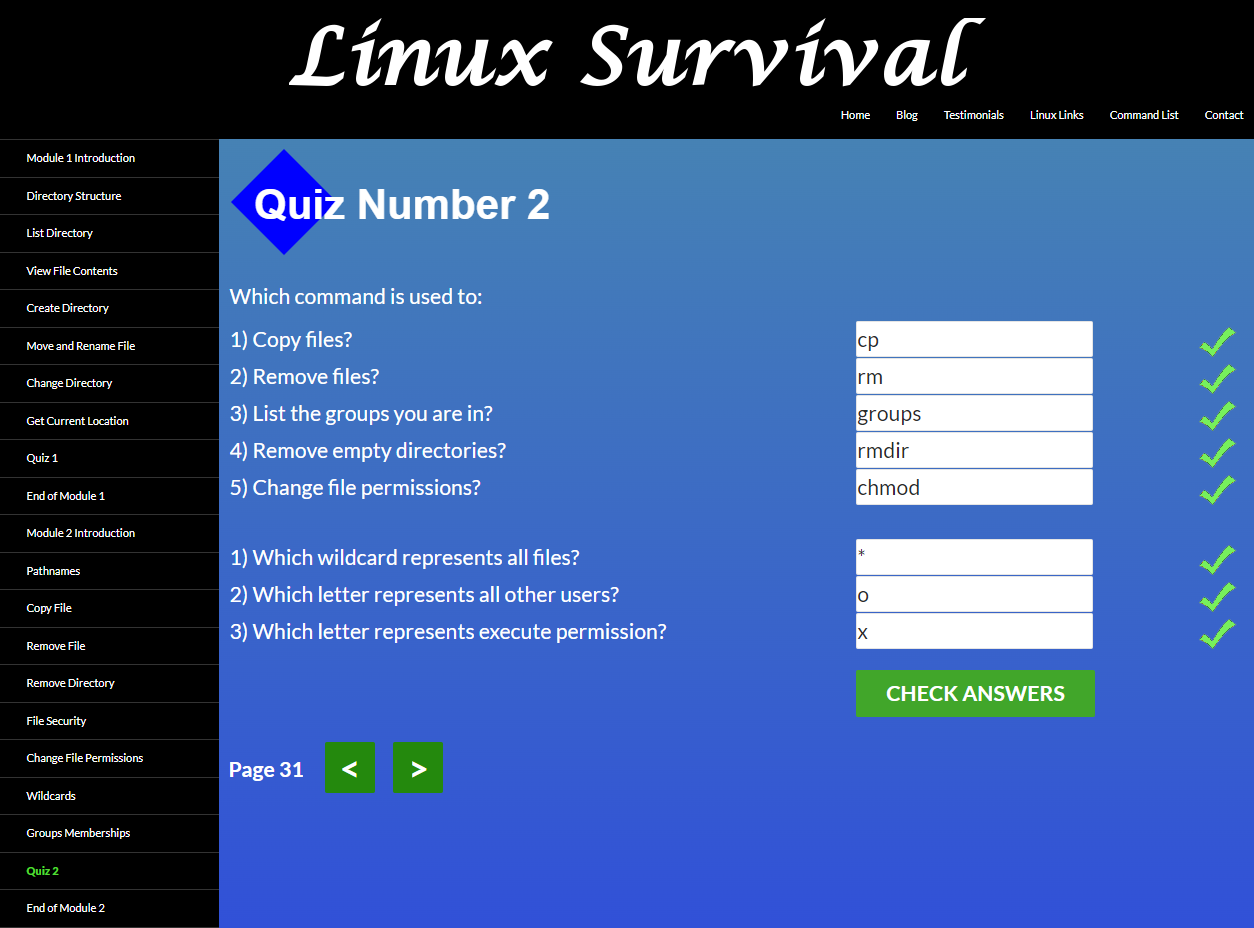 Linux Survival
Home Blog Testimonials Linux Links Command List Contact
Module 1 Introduction
Directory Structure
List Directory
View File Contents
Create Directory
Move and Rename File
Change Directory
Get Current Location
Quiz 1
End of Module 1
Module 2 Introduction
Pathnames
Copy File
Remove File
Remove Directory
File Security
Change File Permissions
Wildcards
Groups Memberships
Quiz 2
End of Module 2
Quiz Number 2
Which command is used to:
1) Copy files? cp
2) Remove files? rm
3) List the groups you are in? groups
4) Remove empty directories? rmdir
5) Change file permissions? chmod
1) Which wildcard represents all files? *
2) Which letter represents all other users? o
3) Which letter represents execute permission? x
CHECK ANSWERS
Page 31 < >